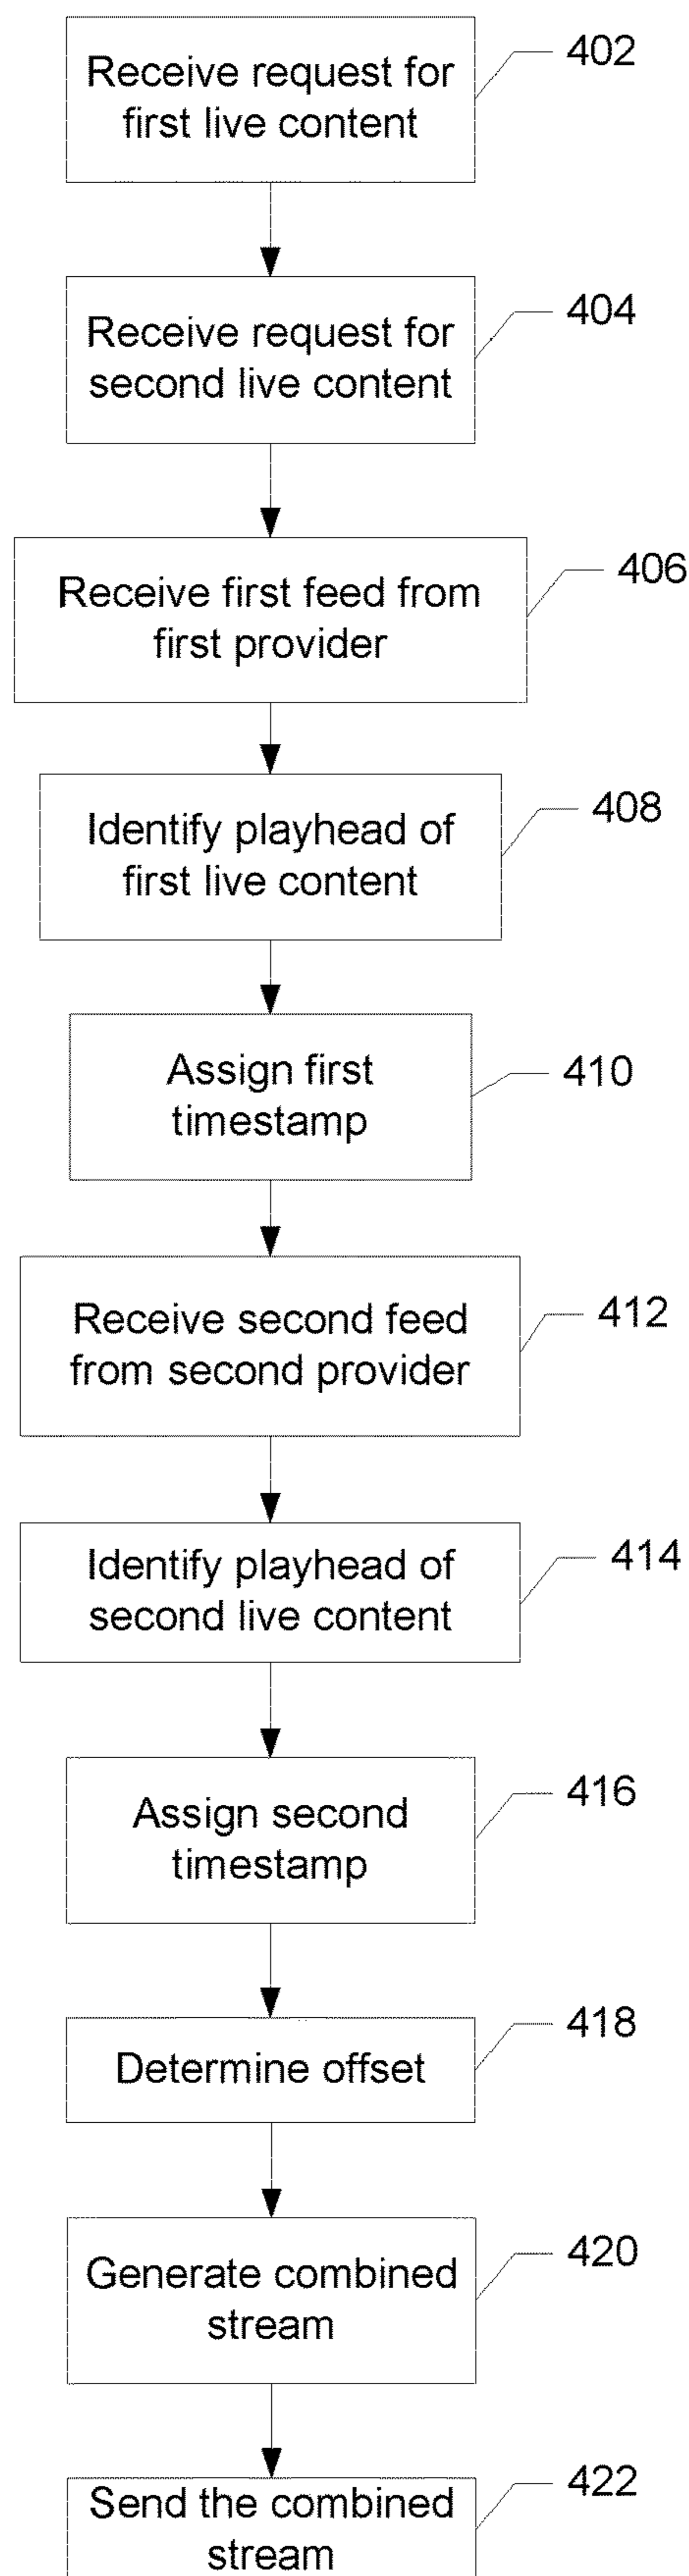 Receive request for
first live content
402
Receive request for
second live content
404
Receive first feed from
first provider
406
Identify playhead of
first live content
408
Assign first
timestamp
410
Receive second feed
from second provider
412
Identify playhead of
second live content
414
Assign second
timestamp
416
Determine offset
418
Generate combined
stream
420
Send the combined
stream
422